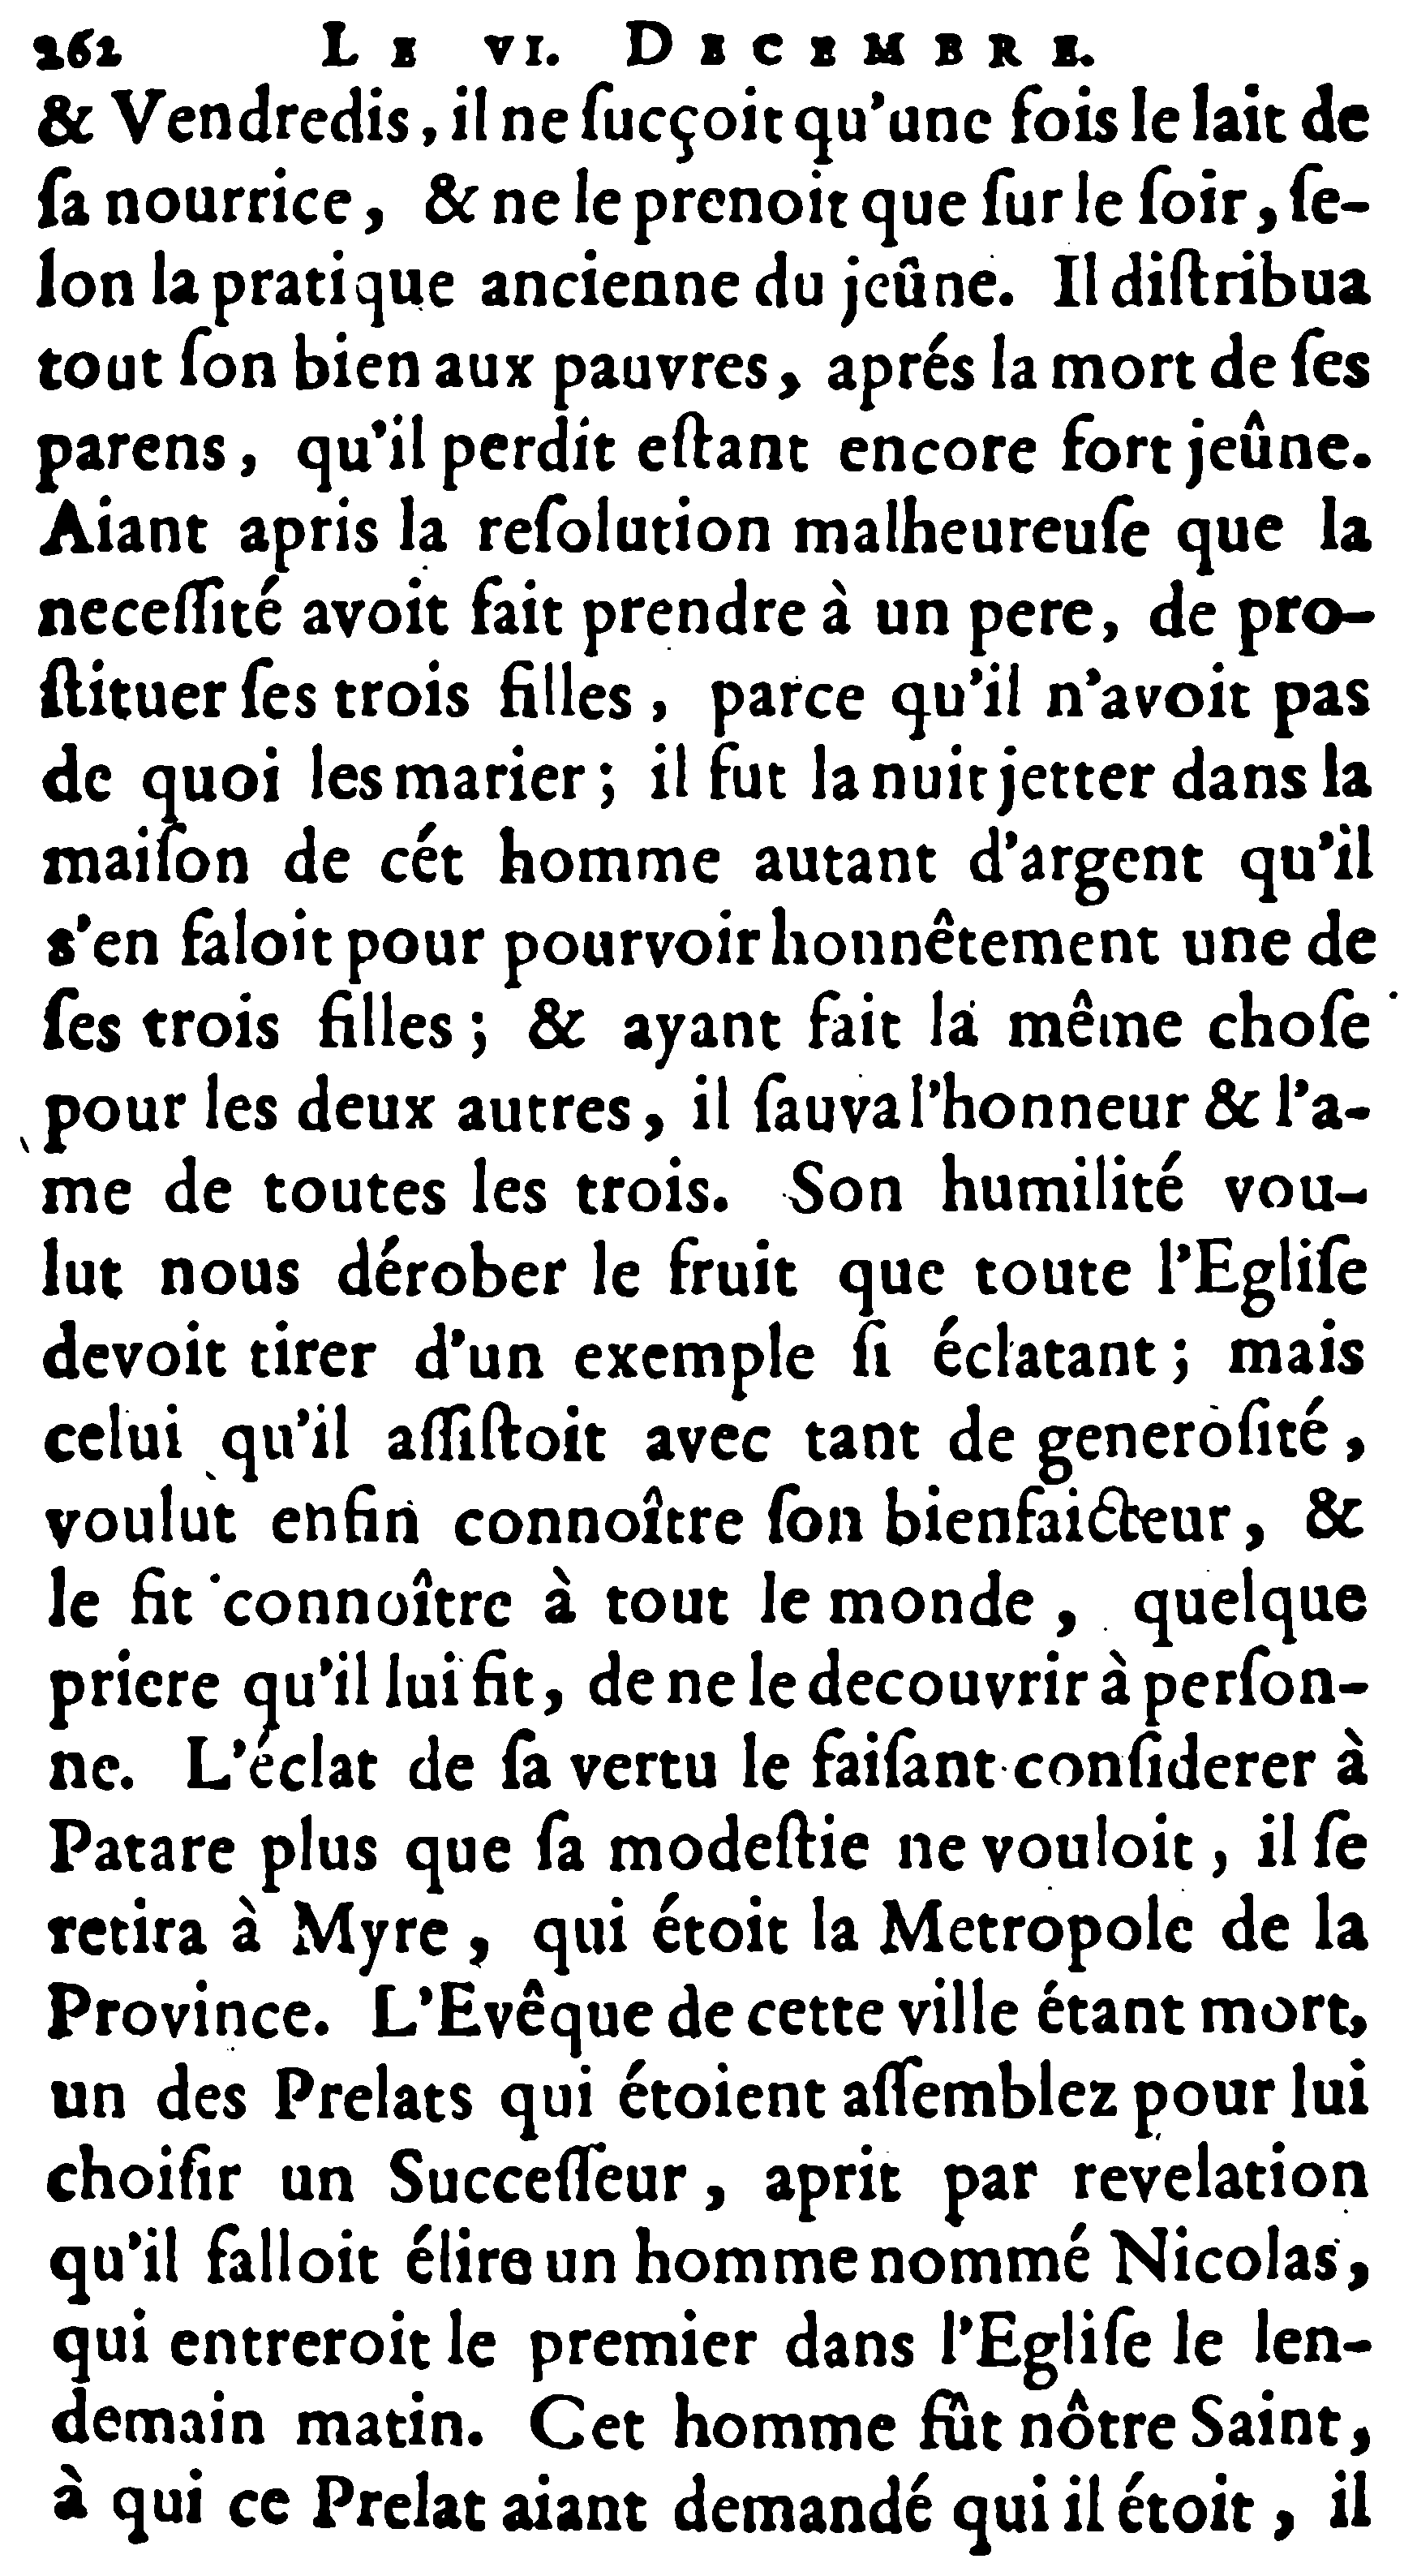 262 LE VI. DECEMBRE.
& Vendredis, il ne ſucçoit qu'une fois le lait de
ſa nourrice, & ne le prenoit que ſur le ſoir, ſe-
lon la pratique ancienne du jeûne. Il diſtribua
tout ſon bien aux pauvres, aprés la mort de ſes
parens, qu'il perdit eſtant encore fort jeûne.
Aiant apris la reſolution malheureuſe que la
neceſſité avoit fait prendre à un pere, de pro-
ſtituer ſes trois filles, parce qu'il n'avoit pas
de quoi les marier; il fut la nuit jetter dans la
maiſon de cét homme autant d'argent qu'il
s'en faloit pour pourvoir honnêtement une de
ſes trois filles; & ayant fait la même choſe
pour les deux autres, il ſauva l'honneur & l'a-
me de toutes les trois. Son humilité vou-
lut nous dérober le fruit que toute l'Egliſe
devoit tirer d'un exemple ſi éclatant; mais
celui qu'il aſſiſtoit avec tant de generoſité,
voulut enfin connoître ſon bienfaicteur, &
le fit connoître à tout le monde, quelque
priere qu'il lui fit, de ne le decouvrir à perſon-
ne. L'éclat de ſa vertu le faiſant conſiderer à
Patare plus que ſa modeſtie ne vouloit, il ſe
retira à Myre, qui étoit la Metropole de la
Province. L'Evêque de cette ville étant mort,
un des Prelats qui étoient aſſemblez pour lui
choiſir un Succeſſeur, aprit par revelation
qu'il falloit élire un homme nommé Nicolas,
qui entreroit le premier dans l'Egliſe le len-
demain matin. Cet homme fût nôtre Saint,
à qui ce Prelat aiant demandé qui il étoit, il